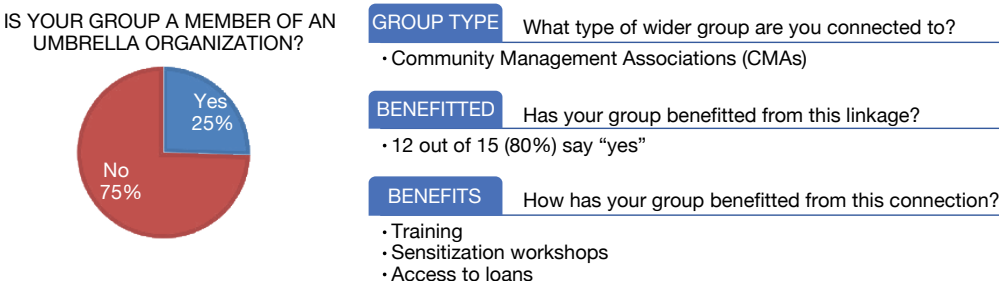 IS YOUR GROUP A MEMBER OF AN
UMBRELLA ORGANIZATION?
Yes
25%
No
75%
GROUP TYPE What type of wider group are you connected to?
• Community Management Associations (CMAs)
BENEFITTED Has your group benefitted from this linkage?
• 12 out of 15 (80%) say “yes”
BENEFITS How has your group benefitted from this connection?
• Training
• Sensitization workshops
• Access to loans